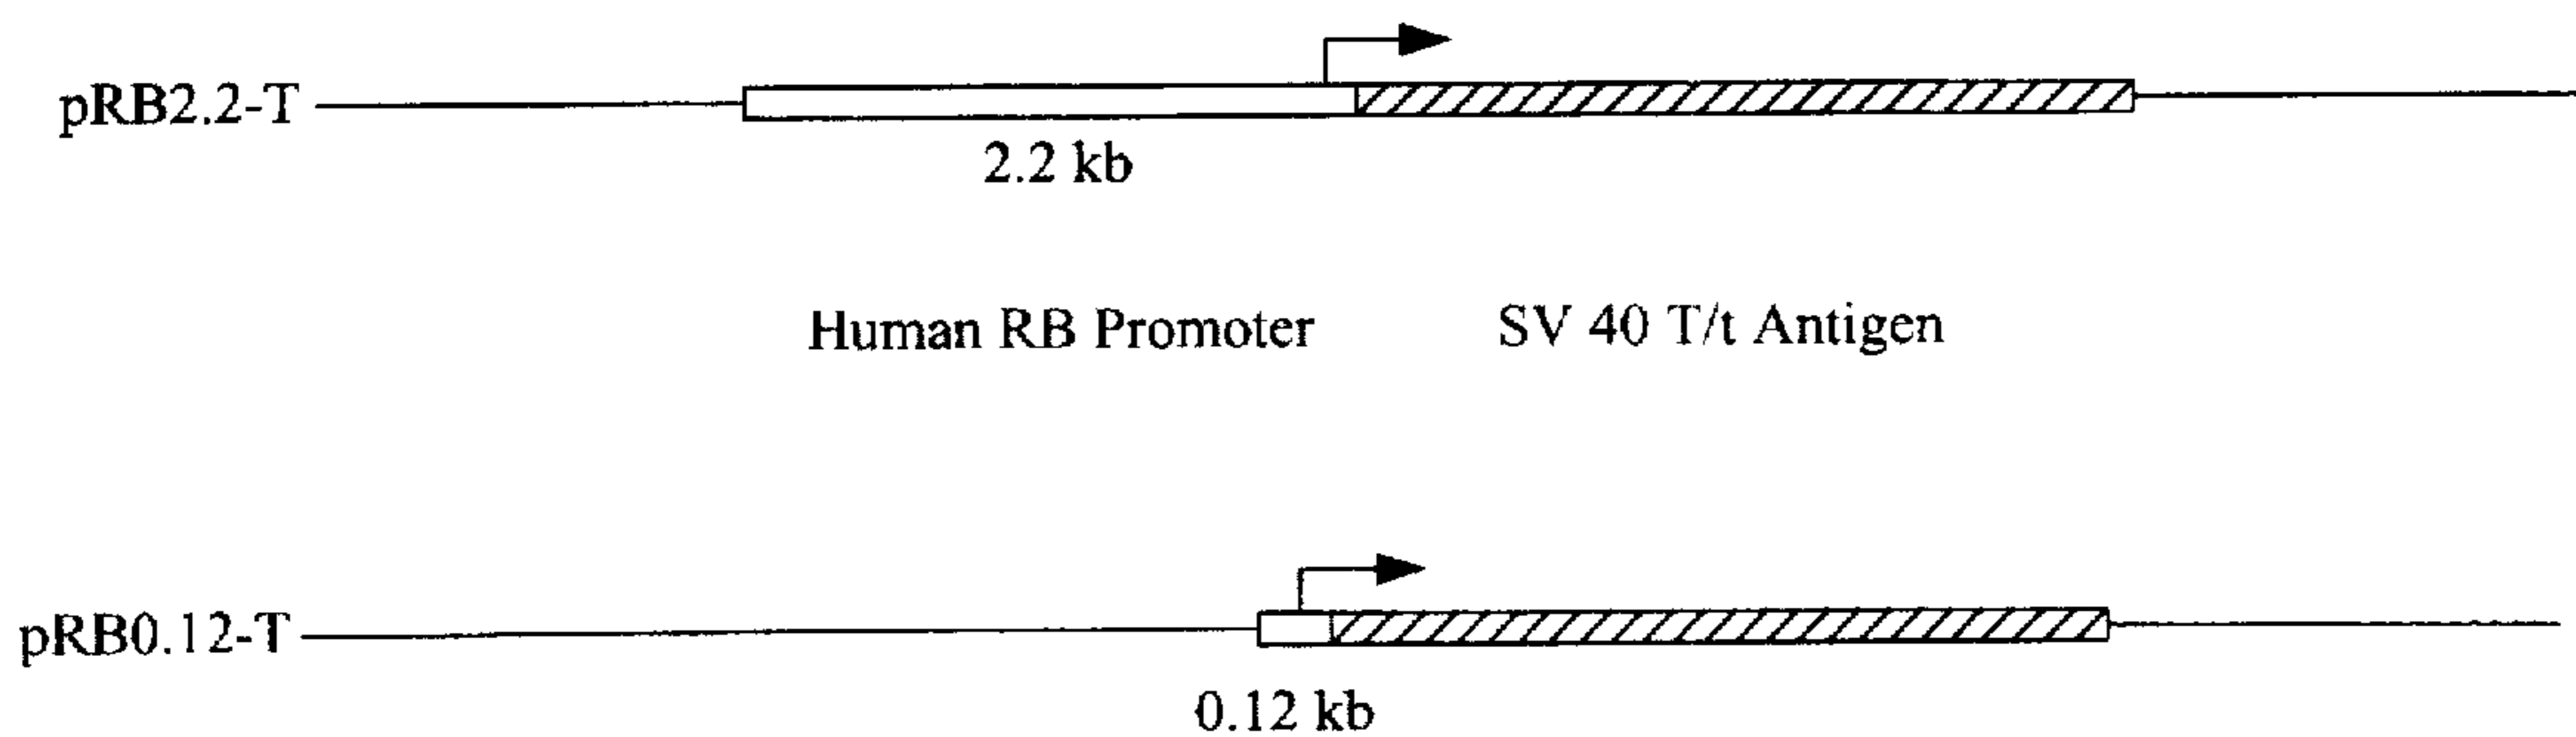 pRB2.2-T
2.2 kb
Human RB Promoter
SV 40 T/t Antigen
pRB0.12-T
0.12 kb